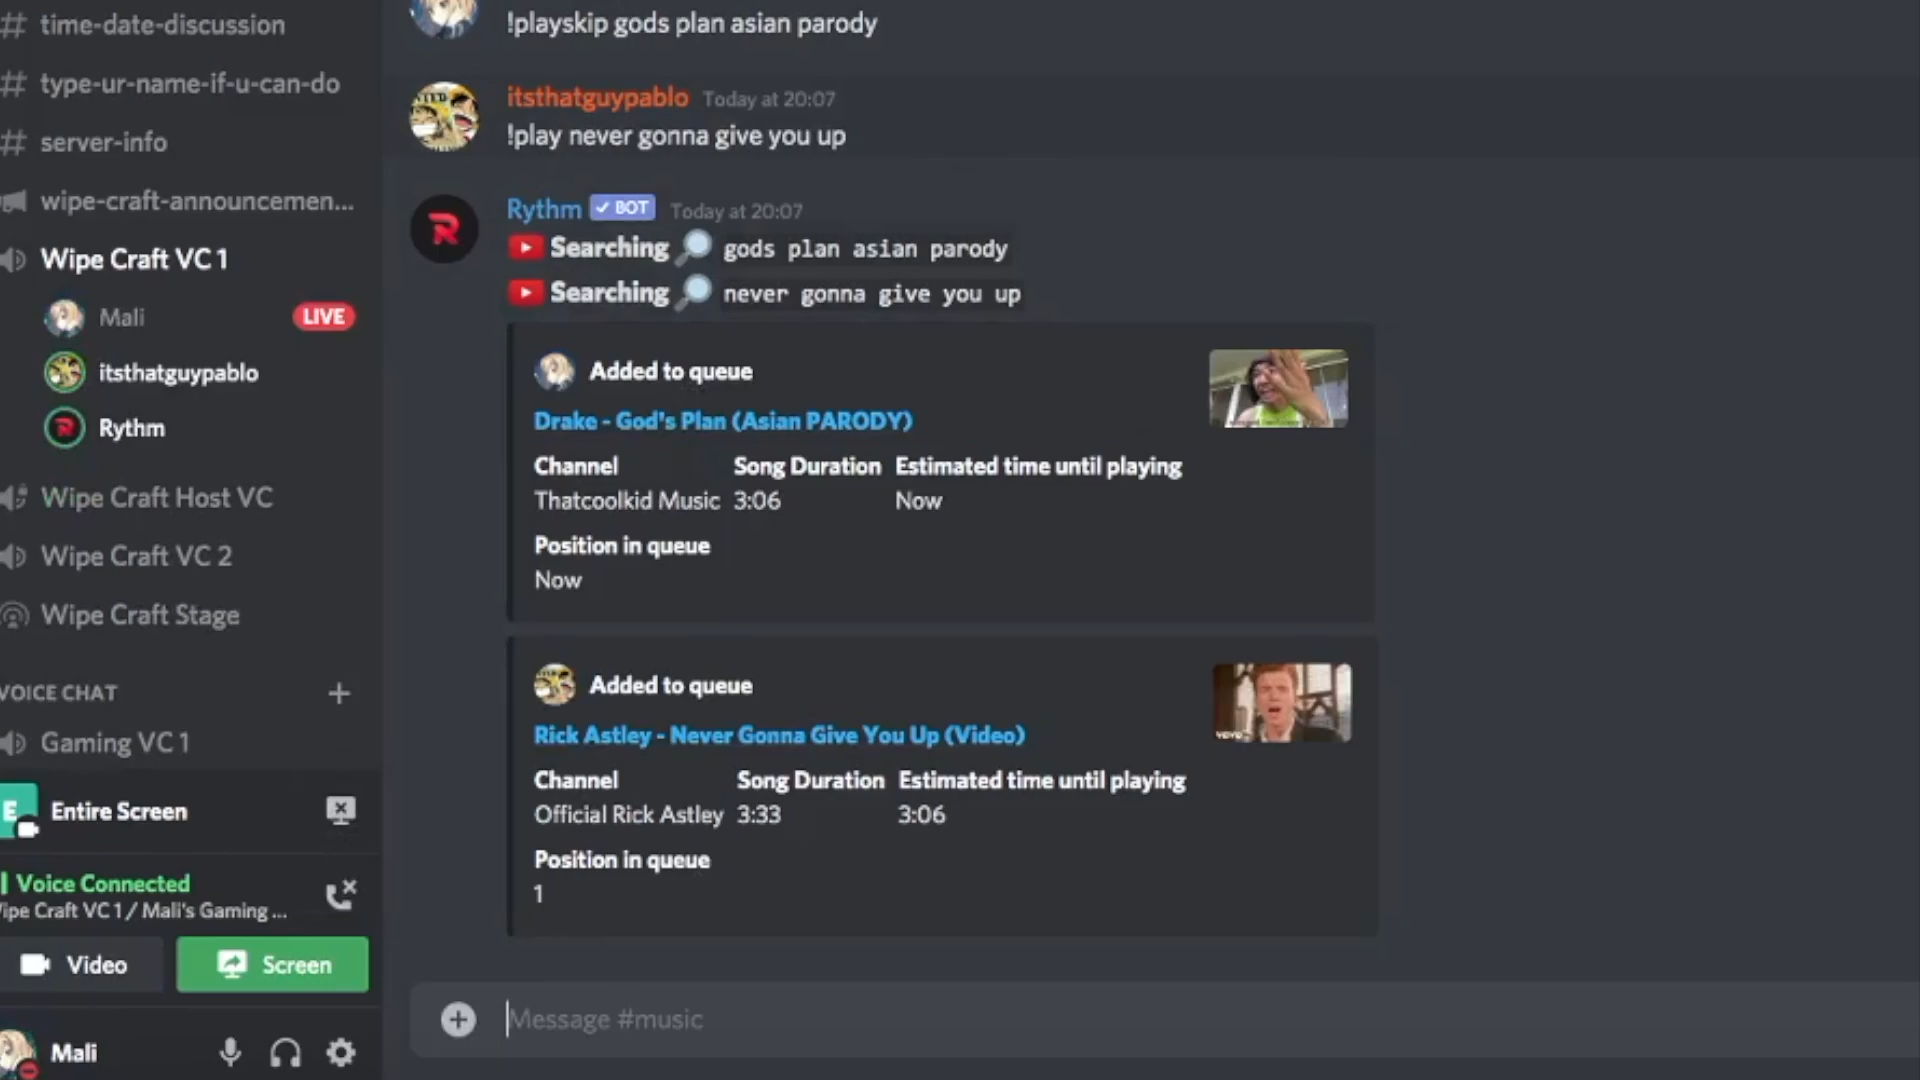 time-date-discussion
type-ur-name-if-u-can-do
server-info
wipe-craft-announcemen...
Wipe Craft VC 1
Mali
LIVE
itsthatguypablo
Rythm
Wipe Craft Host VC
Wipe Craft VC 2
Wipe Craft Stage
VOICE CHAT
Gaming VC 1
E
Entire Screen
Voice Connected
ipe Craft VC 1 / Mali's Gaming ...
Video
Screen
Mali
!playskip gods plan asian parody
itsthatguypablo Today at 20:07
!play never gonna give you up
Rythm BOT Today at 20:07
Searching gods plan asian parody
Searching never gonna give you up
Added to queue
Drake - God's Plan (Asian PARODY)
Channel Song Duration Estimated time until playing
Thatcoolkid Music 3:06 Now
Position in queue
Now
Added to queue
Rick Astley - Never Gonna Give You Up (Video)
vevo
Channel Song Duration Estimated time until playing
Official Rick Astley 3:33 3:06
Position in queue
1
Message #music